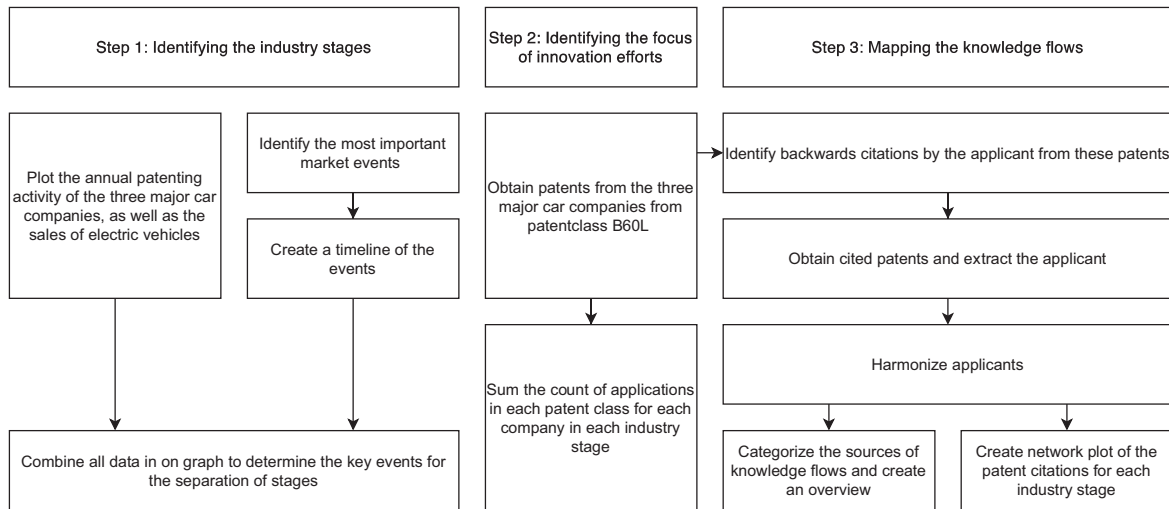 Step 1: Identifying the industry stages
Step 2: Identifying the focus
of innovation efforts
Step 3: Mapping the knowledge flows
Plot the annual patenting
activity of the three major car
companies, as well as the
sales of electric vehicles
Identify the most important
market events
Create a timeline of the
events
Combine all data in on graph to determine the key events for
the separation of stages
Obtain patents from the three
major car companies from
patentclass B60L
Sum the count of applications
in each patent class for each
company in each industry
stage
Identify backwards citations by the applicant from these patents
Obtain cited patents and extract the applicant
Harmonize applicants
Categorize the sources of
knowledge flows and create
an overview
Create network plot of the
patent citations for each
industry stage